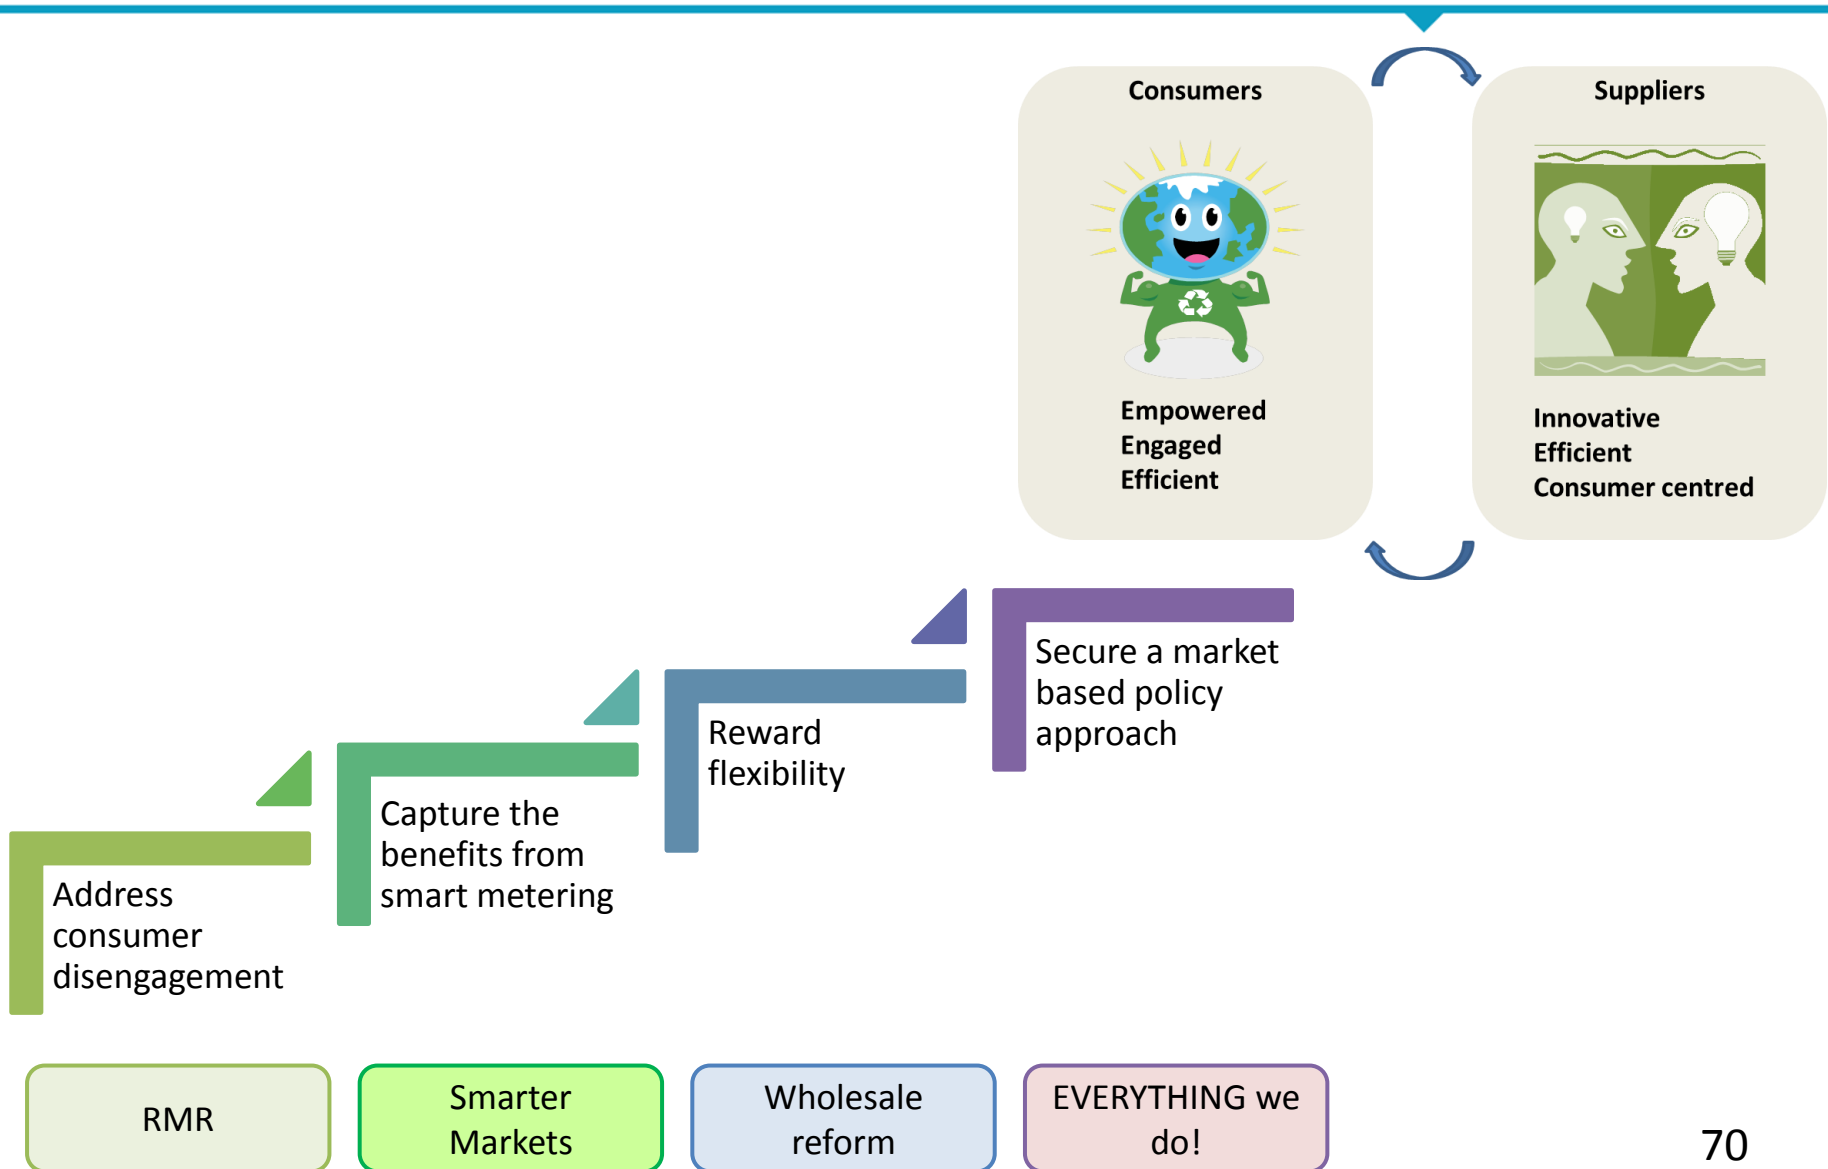 Consumers
Empowered
Engaged
Efficient
Suppliers
Innovative
Efficient
Consumer centred
Address
consumer
disengagement
Capture the
benefits from
smart metering
Reward
flexibility
Secure a market
based policy
approach
RMR
Smarter
Markets
Wholesale
reform
EVERYTHING we
do!
70